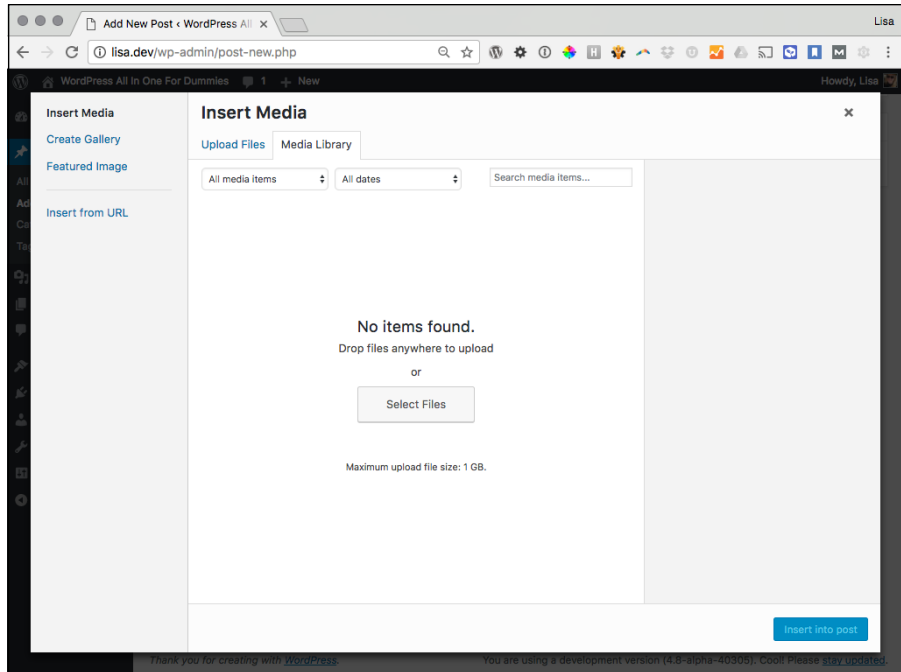 Add New Post ‹ WordPress All
Lisa
lisa.dev/wp-admin/post-new.php
WordPress All In One For Dummies 1 + New
Howdy, Lisa
Insert Media
Create Gallery
Featured Image
Insert from URL
Insert Media
Upload Files
Media Library
All media items
All dates
Search media items...
No items found.
Drop files anywhere to upload
or
Select Files
Maximum upload file size: 1 GB.
Insert into post
All
Ad
Ca
Tag
Thank you for creating with WordPress.
You are using a development version (4.8-alpha-40305). Cool! Please stay updated.